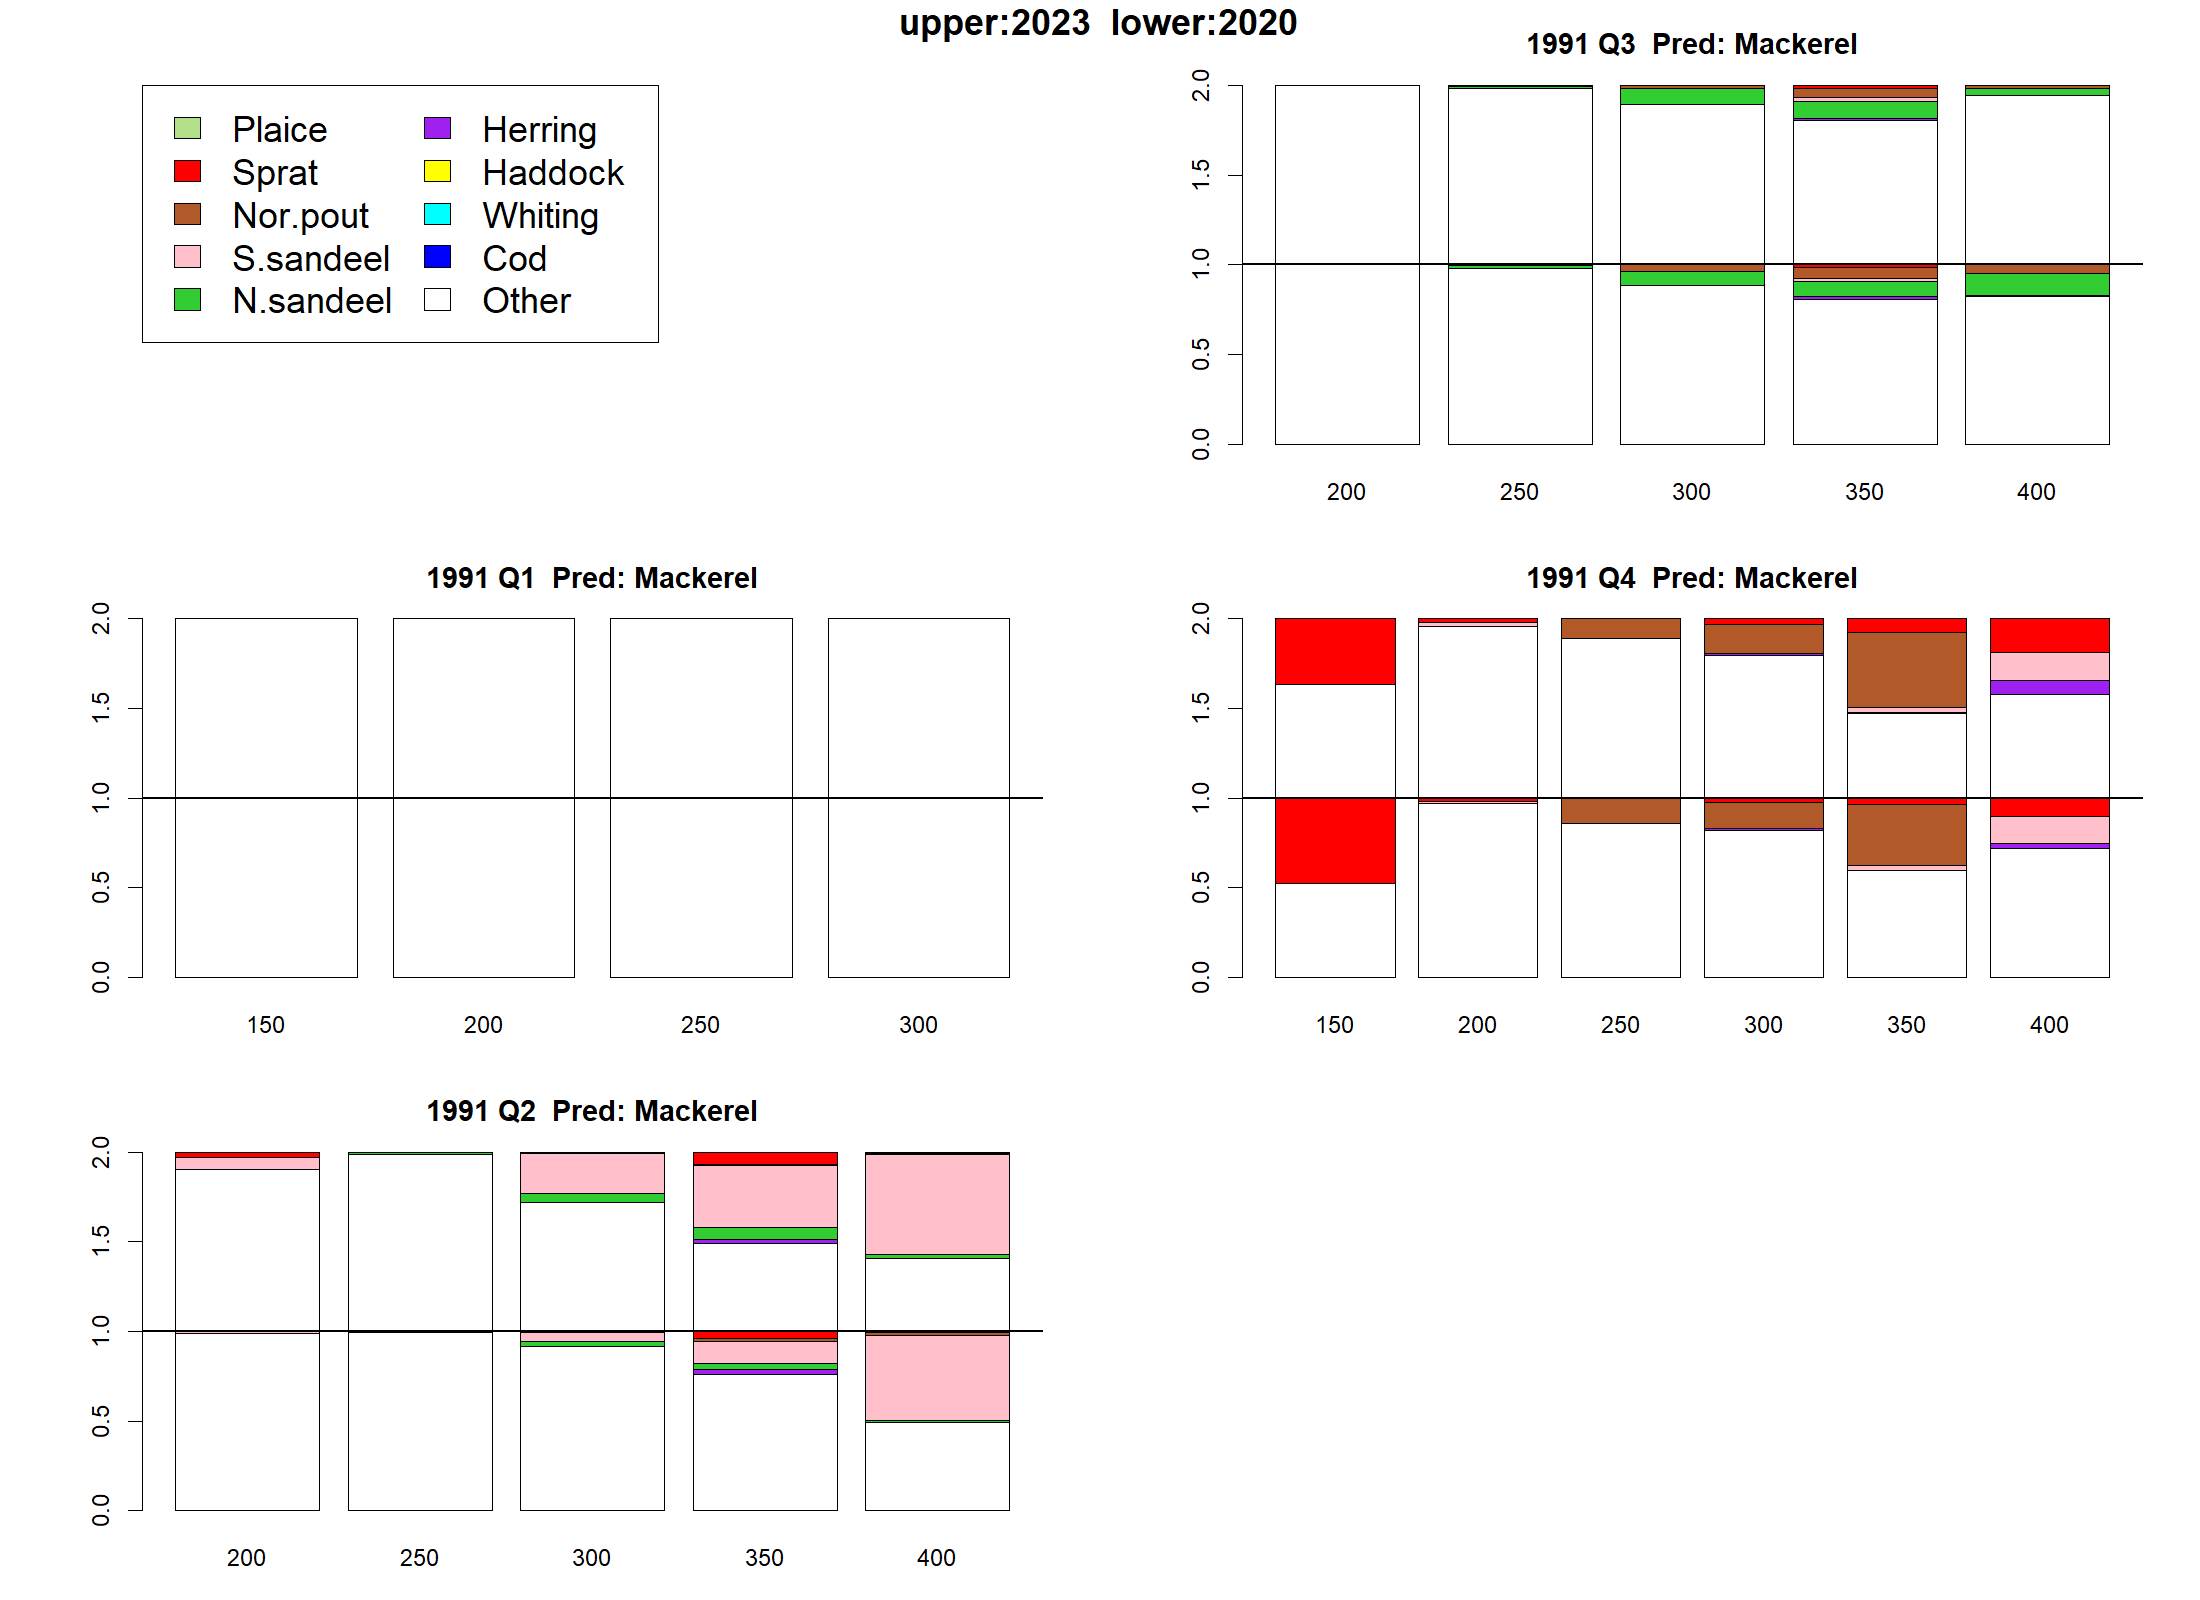 upper:2023  lower:2020
Plaice
Sprat
Nor.pout
S.sandeel
N.sandeel
Herring
Haddock
Whiting
Cod
Other
1991 Q3  Pred: Mackerel
2.0
1.5
1.0
0.5
0.0
200 250 300 350 400
1991 Q1  Pred: Mackerel
2.0
1.5
1.0
0.5
0.0
150 200 250 300
1991 Q4  Pred: Mackerel
2.0
1.5
1.0
0.5
0.0
150 200 250 300 350 400
1991 Q2  Pred: Mackerel
2.0
1.5
1.0
0.5
0.0
200 250 300 350 400